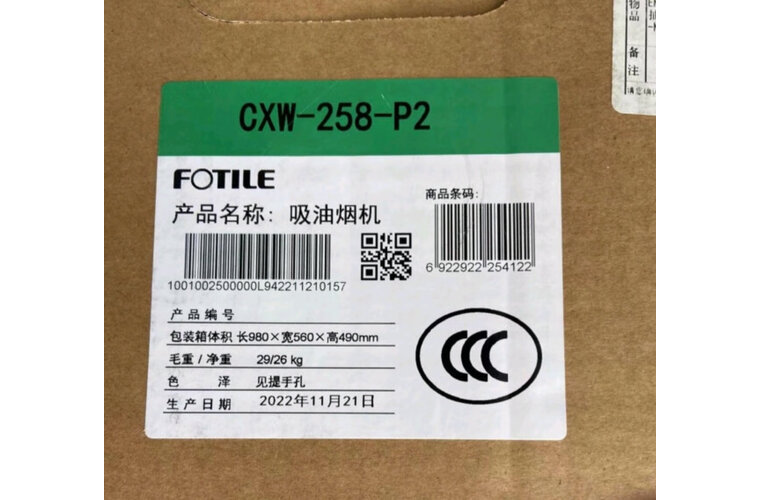 CXW-258-P2
FOTILE
产品名称: 吸油烟机
商品条码:
1001002500000L942211210157
6 922922 254122
产品编号
包装箱体积 长980×宽560×高490mm
毛重/净重 29/26 kg
色泽 见提手孔
生产日期 2022年11月21日
CCC
物品
备注